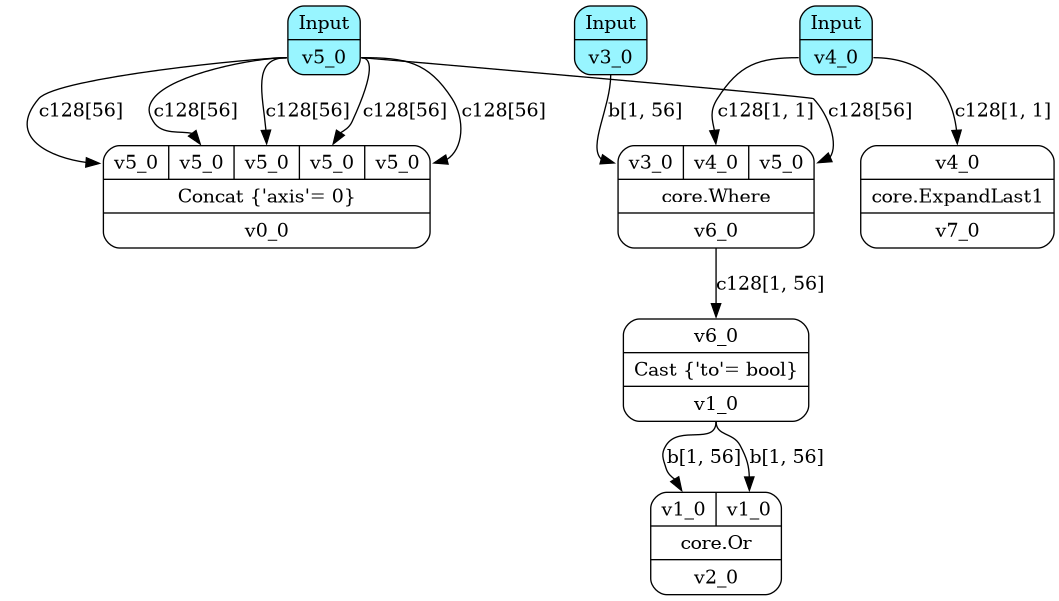 Input
v5_0
Input
v3_0
Input
v4_0
c128[56]
c128[56]
c128[56]
c128[56]
c128[56]
c128[56]
b[1, 56]
c128[1, 1]
c128[1, 1]
v5_0 v5_0 v5_0 v5_0 v5_0
Concat {'axis'= 0}
v0_0
v3_0 v4_0 v5_0
core.Where
v6_0
v4_0
core.ExpandLast1
v7_0
c128[1, 56]
v6_0
Cast {'to'= bool}
v1_0
b[1, 56]
b[1, 56]
v1_0 v1_0
core.Or
v2_0